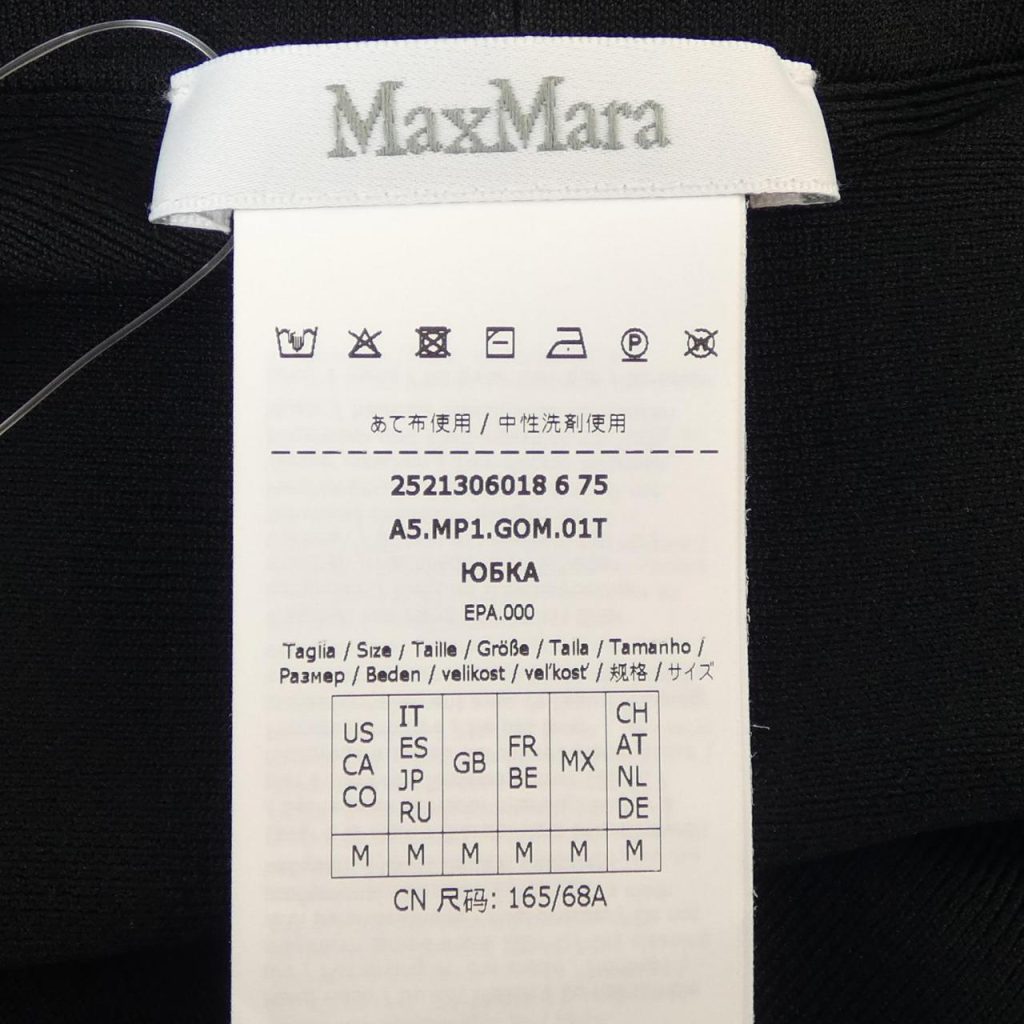 MaxMara
P
W
あて布使用 / 中性洗剤使用
2521306018 6 75
A5.MP1.GOM.01T
ЮБКА
EPA.000
Taglia / Size / Taille / Größe / Talla / Tamanho /
Размер / Beden / velikost / veľkosť / 规格 / サイズ
US CA CO
IT ES JP RU
GB
FR BE
MX
CH AT NL DE
M M M M M M
CN 尺码: 165/68A